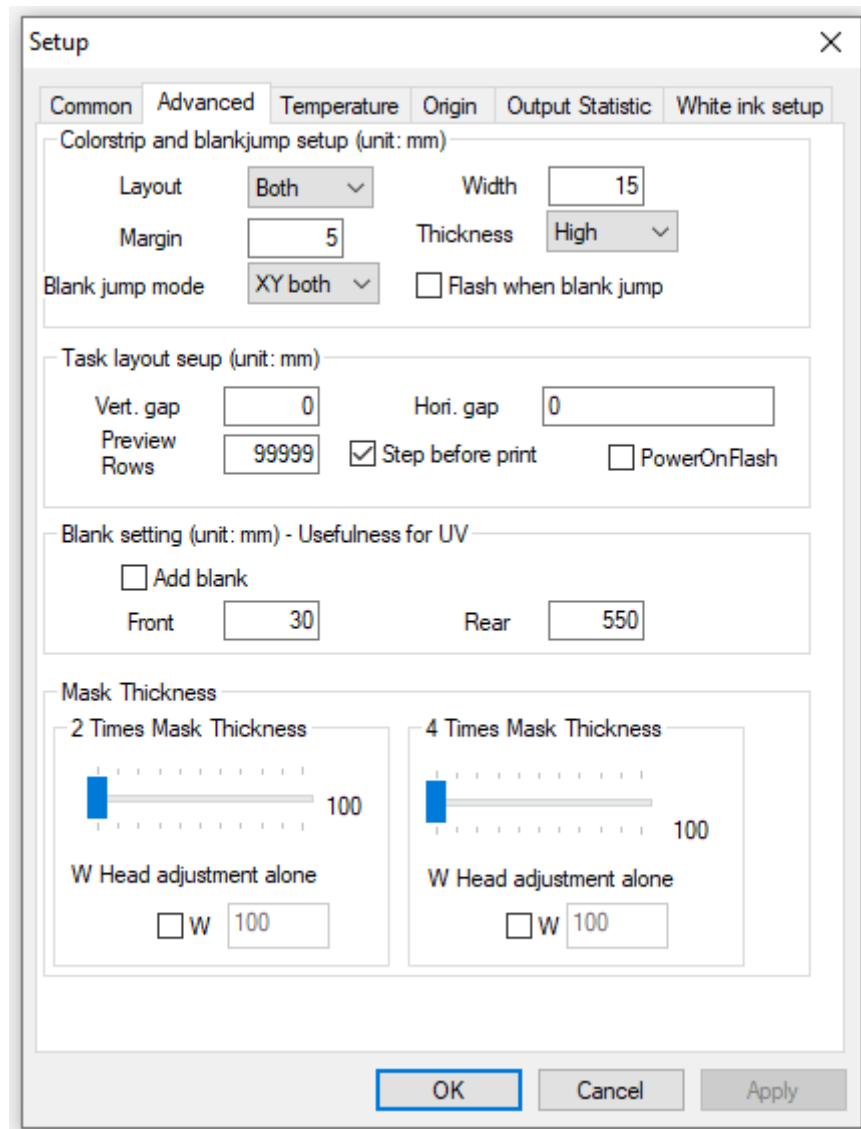 Setup
Common Advanced Temperature Origin Output Statistic White ink setup
Colorstrip and blankjump setup (unit: mm)
Layout Both Width 15
Margin 5 Thickness High
Blank jump mode XY both Flash when blank jump
Task layout seup (unit: mm)
Vert. gap 0 Hori. gap 0
Preview
Rows 99999 Step before print PowerOnFlash
Blank setting (unit: mm) - Usefulness for UV
Add blank
Front 30 Rear 550
Mask Thickness
2 Times Mask Thickness 4 Times Mask Thickness
100 100
W Head adjustment alone W Head adjustment alone
W 100 W 100
OK Cancel Apply